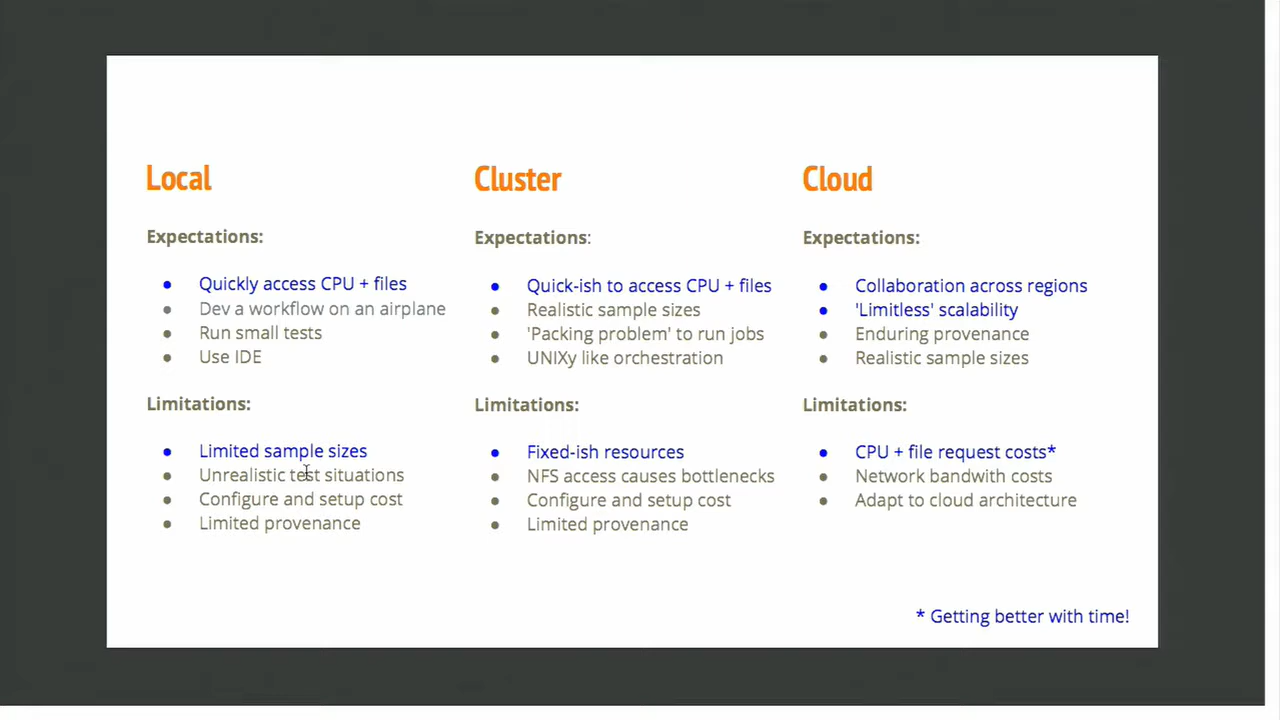 Local
Expectations:
● Quickly access CPU + files
● Dev a workflow on an airplane
● Run small tests
● Use IDE
Limitations:
● Limited sample sizes
● Unrealistic test situations
● Configure and setup cost
● Limited provenance
Cluster
Expectations:
● Quick-ish to access CPU + files
● Realistic sample sizes
● 'Packing problem' to run jobs
● UNIXy like orchestration
Limitations:
● Fixed-ish resources
● NFS access causes bottlenecks
● Configure and setup cost
● Limited provenance
Cloud
Expectations:
● Collaboration across regions
● 'Limitless' scalability
● Enduring provenance
● Realistic sample sizes
Limitations:
● CPU + file request costs*
● Network bandwith costs
● Adapt to cloud architecture
* Getting better with time!